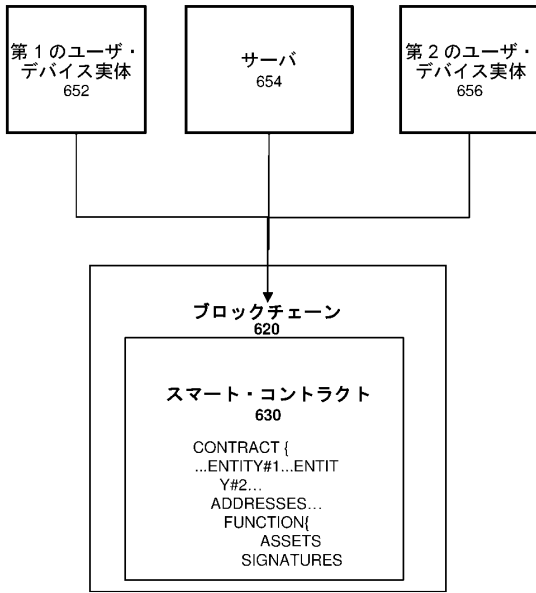 第1のユーザ・
デバイス実体
652
サーバ
654
第2のユーザ・
デバイス実体
656
ブロックチェーン
620
スマート・コントラクト
630
CONTRACT {
...ENTITY#1...ENTIT
Y#2...
ADDRESSES...
FUNCTION{
ASSETS
SIGNATURES